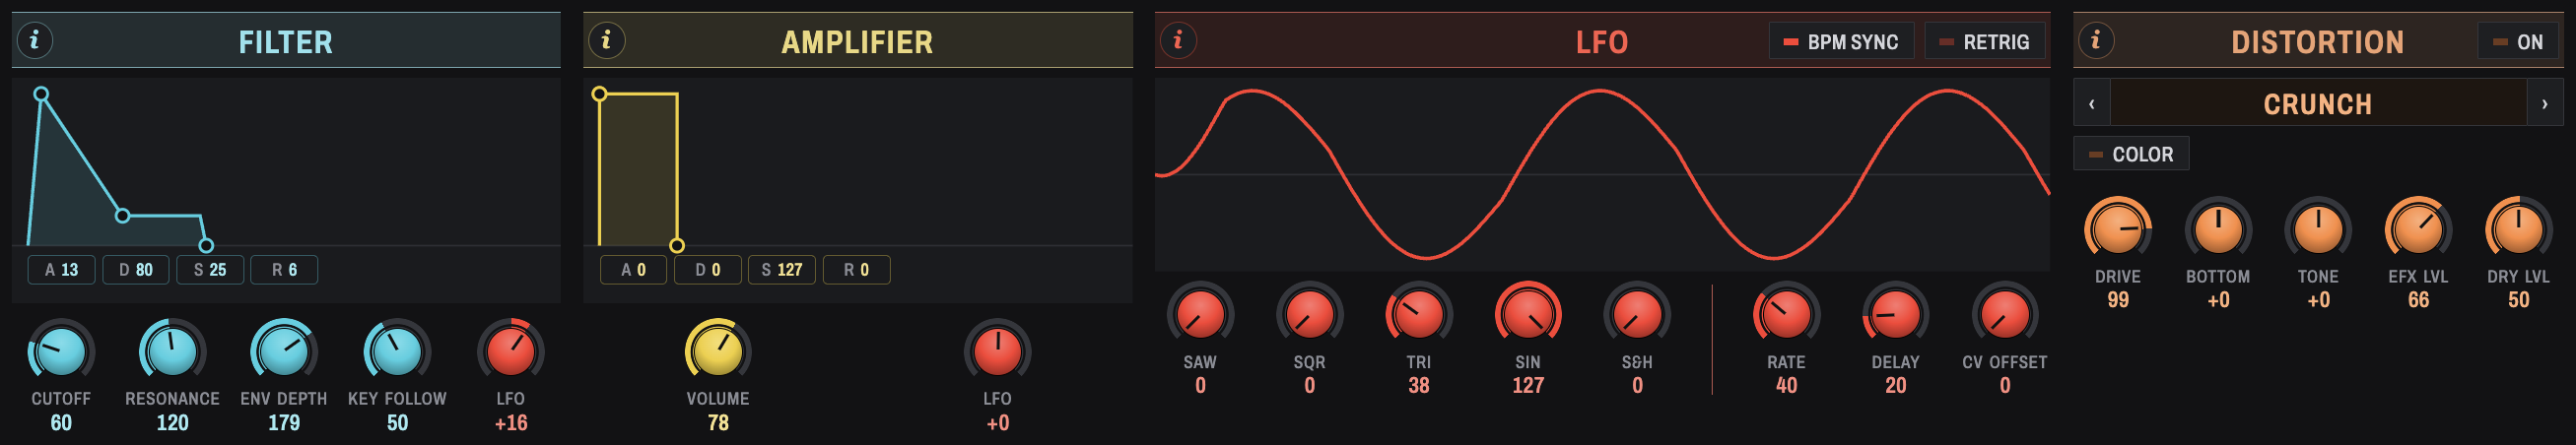 i FILTER
A 13 D 80 S 25 R 6
CUTOFF RESONANCE ENV DEPTH KEY FOLLOW LFO
60 120 179 50 +16
i AMPLIFIER
A 0 D 0 S 127 R 0
VOLUME LFO
78 +0
i LFO BPM SYNC RETRIG
SAW SQR TRI SIN S&H RATE DELAY CV OFFSET
0 0 38 127 0 40 20 0
i DISTORTION ON
‹ CRUNCH ›
COLOR
DRIVE BOTTOM TONE EFX LVL DRY LVL
99 +0 +0 66 50